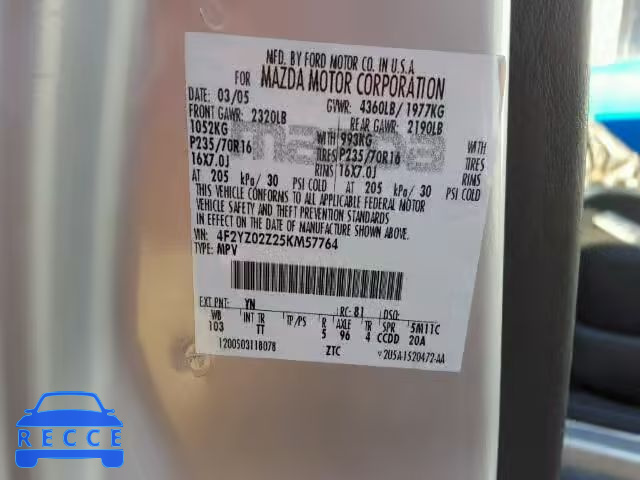 MFD. BY FORD MOTOR CO. IN U.S.A.
FOR MAZDA MOTOR CORPORATION
DATE: 03/05 GVWR: 4360LB/ 1977KG
FRONT GAWR: 2320LB REAR GAWR: 2190LB
1052KG WITH 993KG WITH
P235/70R16 TIRES P235/70R16 TIRES
16X7.0J RIMS 16X7.0J RIMS
AT 205 kPa/ 30 PSI COLD AT 205 kPa/ 30 PSI COLD
THIS VEHICLE CONFORMS TO ALL APPLICABLE FEDERAL MOTOR
VEHICLE SAFETY AND THEFT PREVENTION STANDARDS
IN EFFECT ON DATE OF MANUFACTURE SHOWN ABOVE
VIN: 4F2YZ02Z25KM57764
TYPE: MPV
EXT PNT: YN RC: 81 DSO:
WB INT TR TP/PS R AXLE TR SPR 5M11C
103 TT 5 96 4 CCDD 20A
120050311B078 ZTC
RECCE